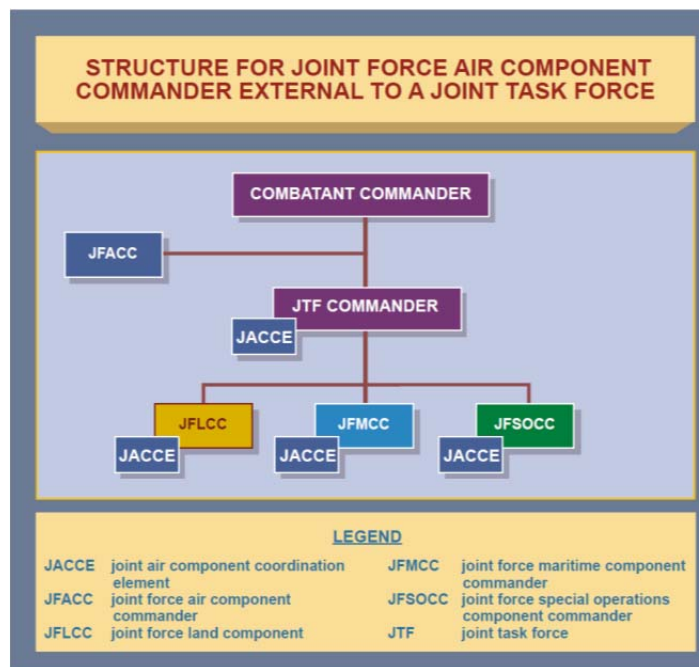 STRUCTURE FOR JOINT FORCE AIR COMPONENT
COMMANDER EXTERNAL TO A JOINT TASK FORCE
COMBATANT COMMANDER
JFACC
JTF COMMANDER
JACCE
JFLCC
JFMCC
JFSOCC
JACCE
JACCE
JACCE
LEGEND
JACCE joint air component coordination
element
JFACC joint force air component
commander
JFLCC joint force land component
JFMCC joint force maritime component
commander
JFSOCC joint force special operations
component commander
JTF joint task force